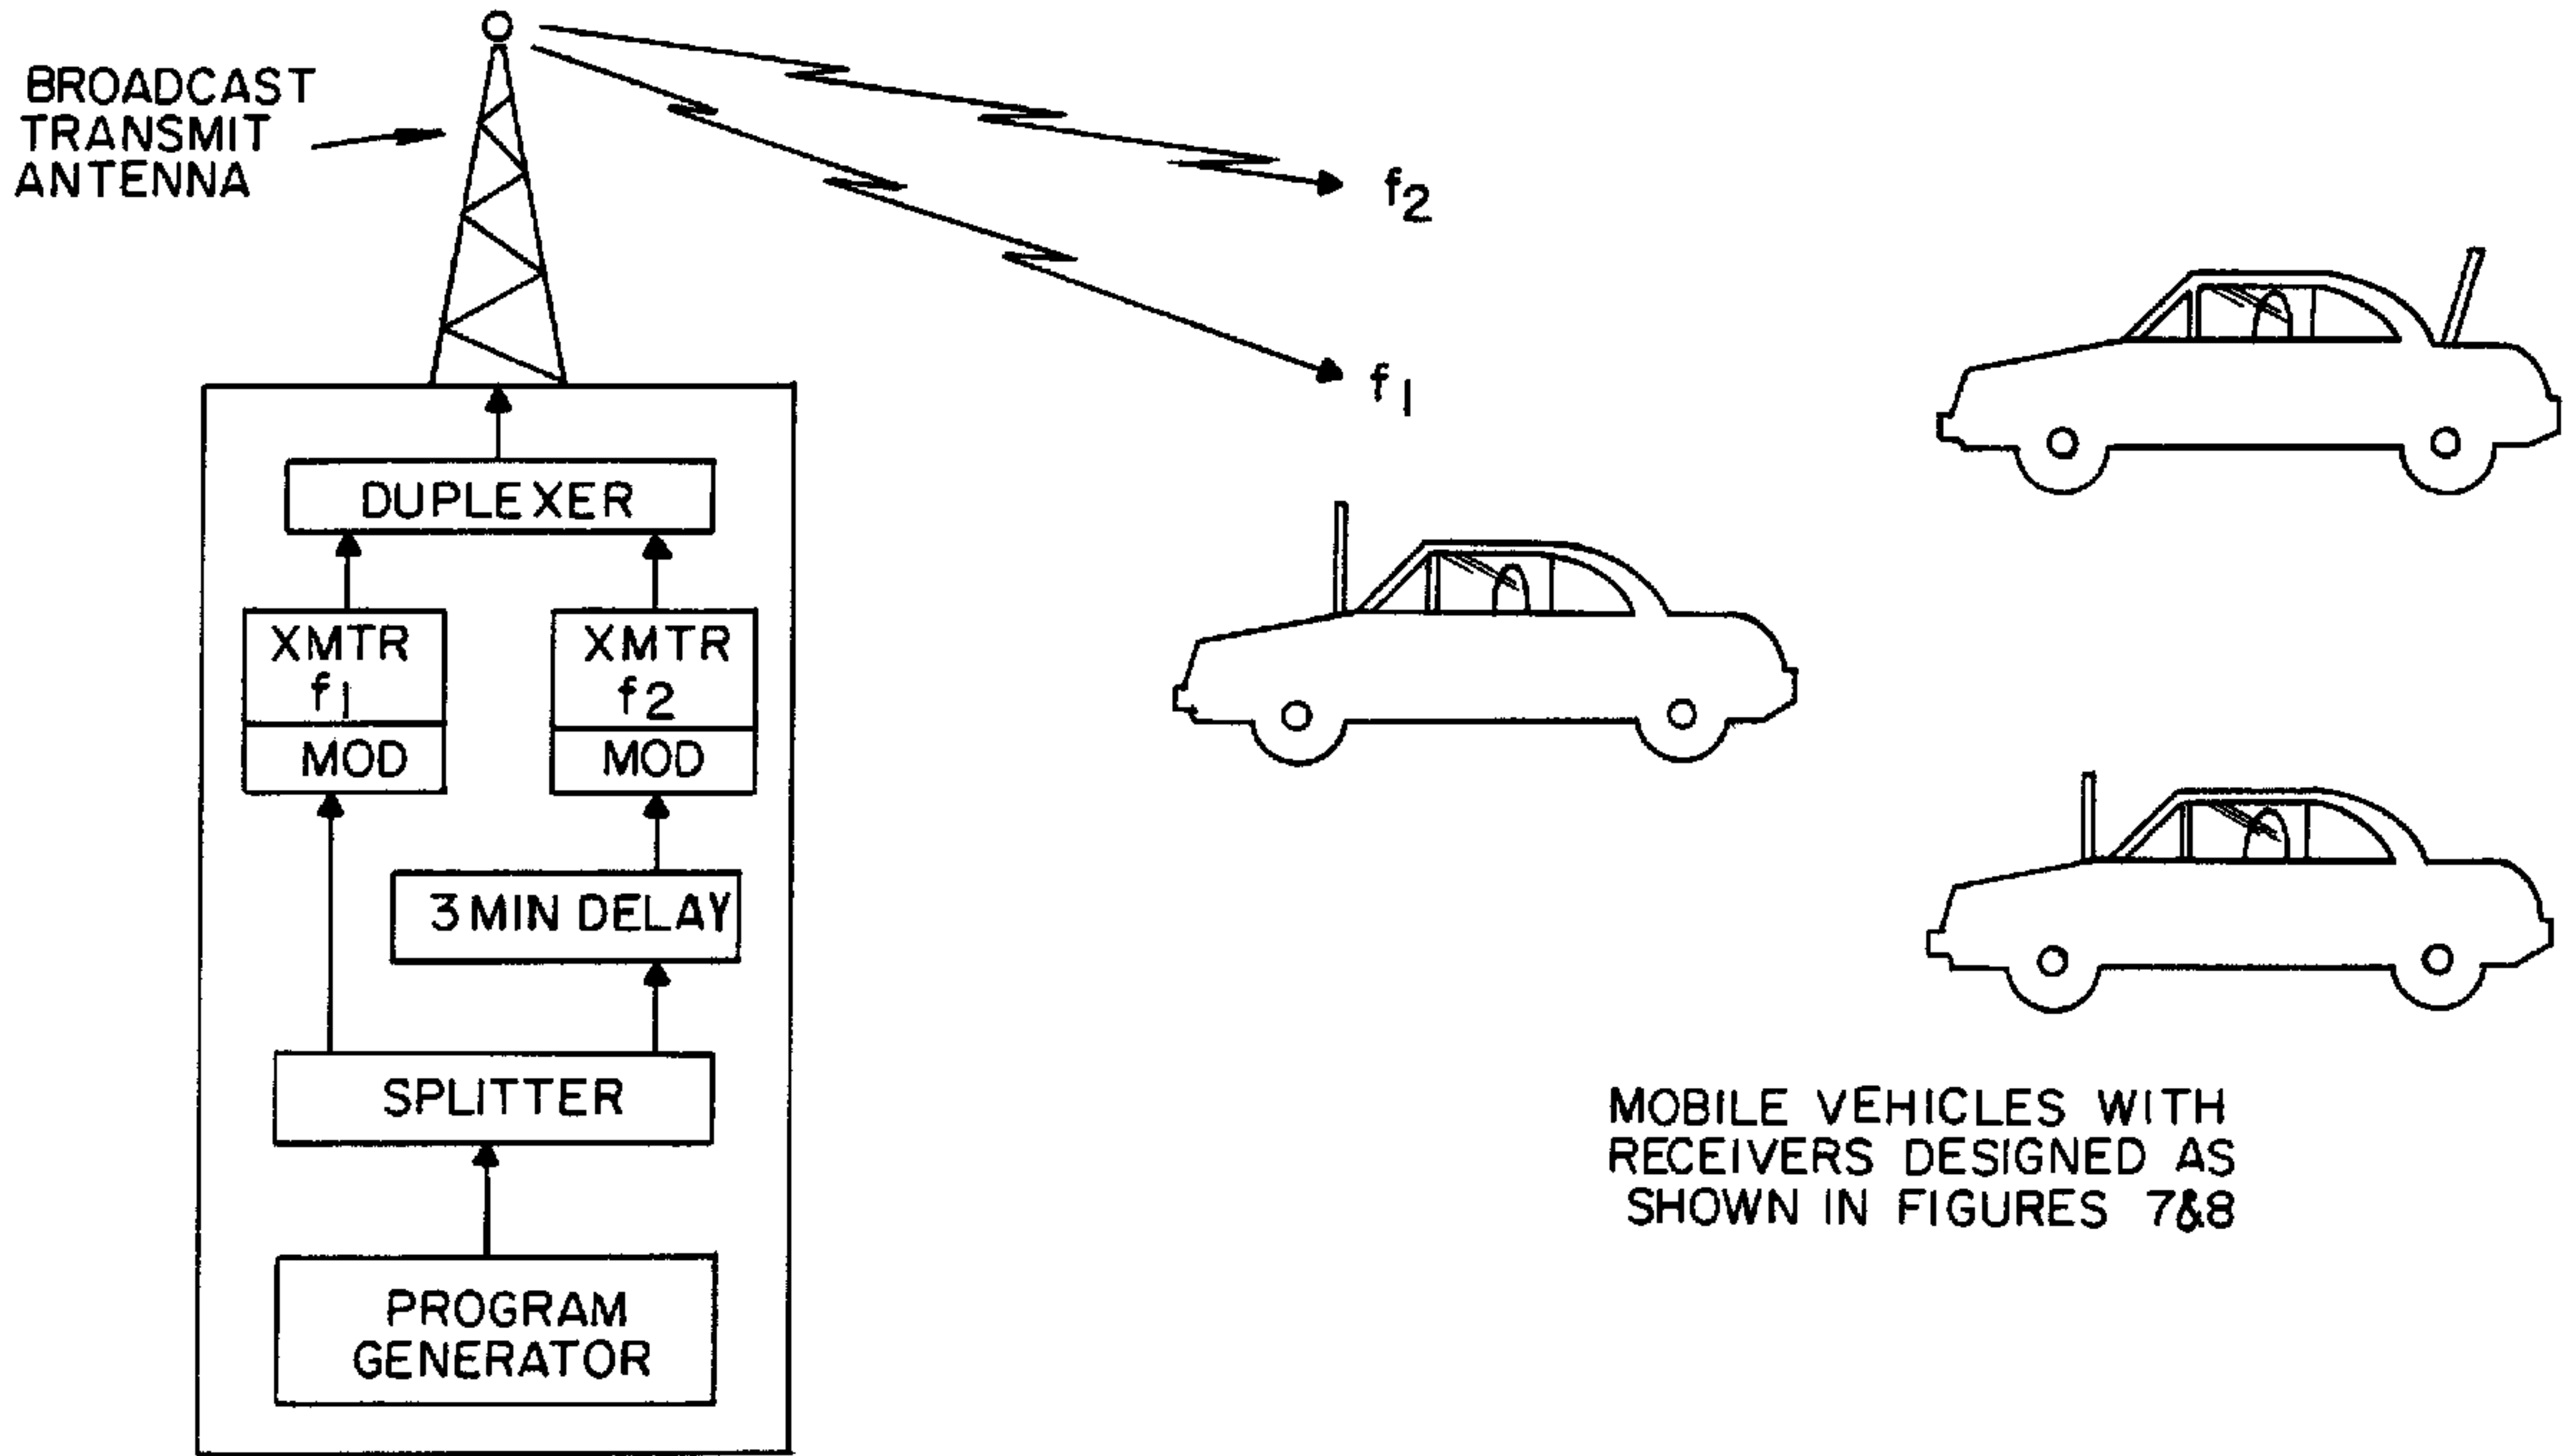 BROADCAST
TRANSMIT
ANTENNA
f2
f1
DUPLEXER
XMTR
f1
MOD
XMTR
f2
MOD
3 MIN DELAY
SPLITTER
PROGRAM
GENERATOR
MOBILE VEHICLES WITH
RECEIVERS DESIGNED AS
SHOWN IN FIGURES 7&8